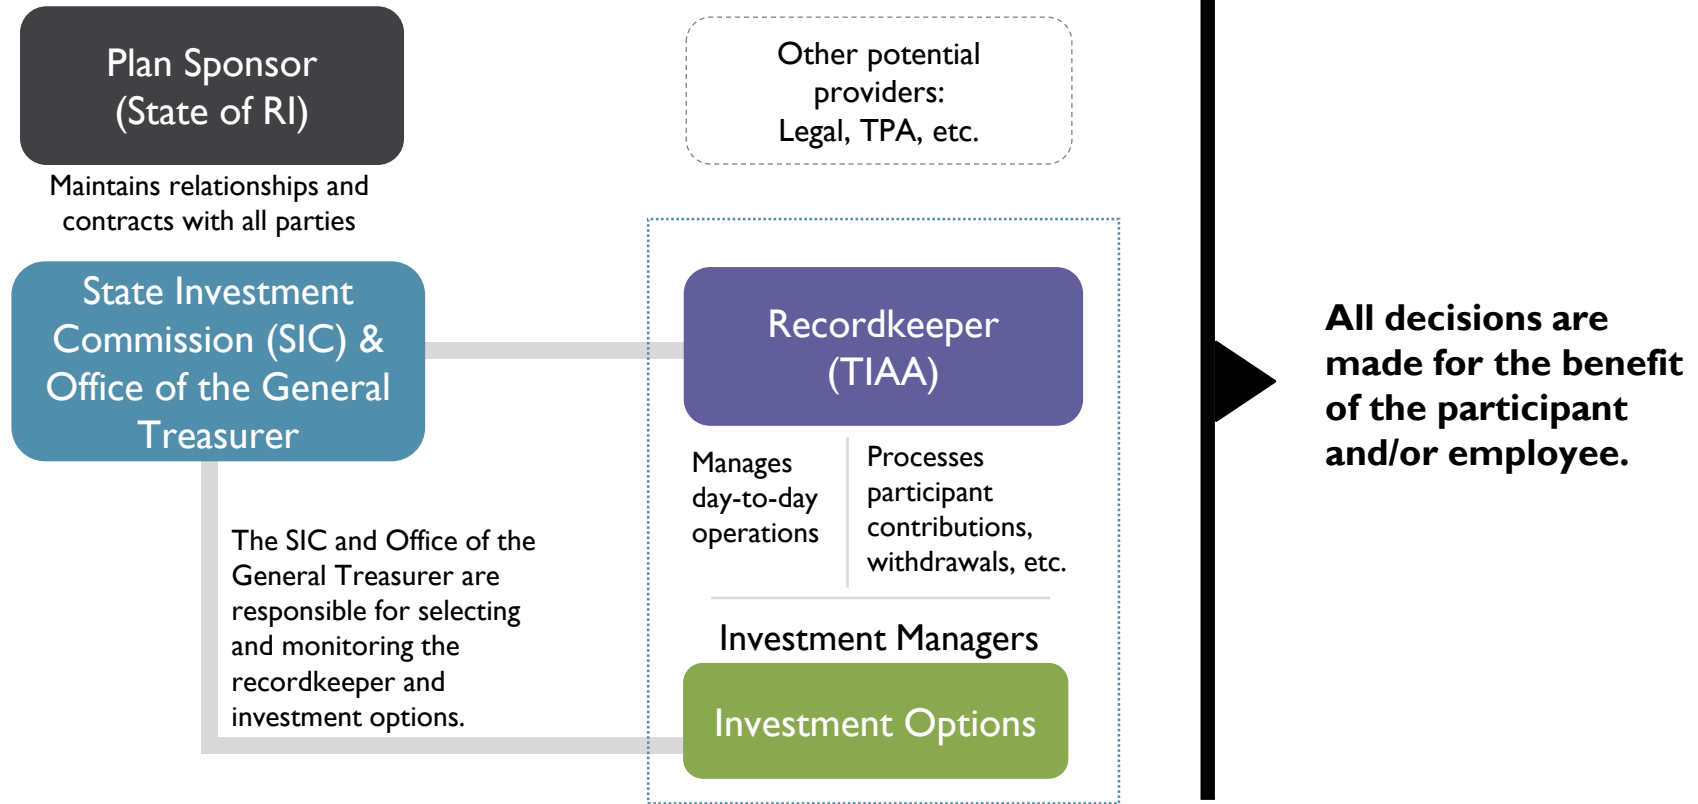 Plan Sponsor
(State of RI)
Maintains relationships and
contracts with all parties
State Investment
Commission (SIC) &
Office of the General
Treasurer
The SIC and Office of the
General Treasurer are
responsible for selecting
and monitoring the
recordkeeper and
investment options.
Other potential
providers:
Legal, TPA, etc.
Recordkeeper
(TIAA)
Manages
day-to-day
operations
Processes
participant
contributions,
withdrawals, etc.
Investment Managers
Investment Options
All decisions are
made for the benefit
of the participant
and/or employee.